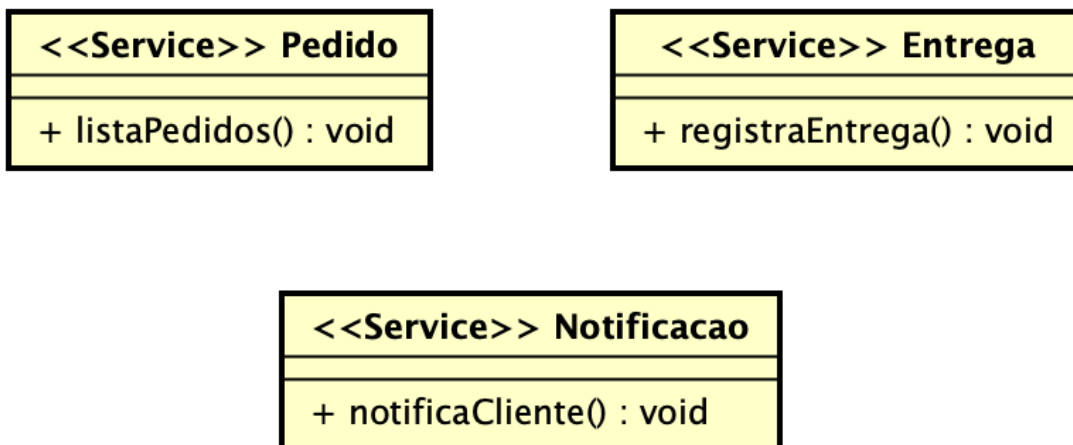 <<Service>> Pedido
+ listaPedidos() : void
<<Service>> Entrega
+ registraEntrega() : void
<<Service>> Notificacao
+ notificaCliente() : void